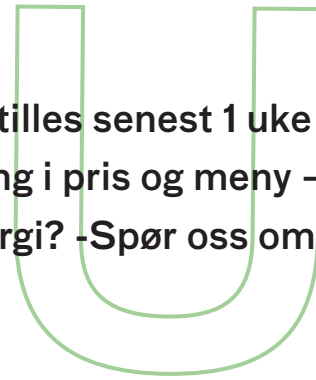 tilles senest 1 uke
ng i pris og meny –
rgi? -Spør oss om